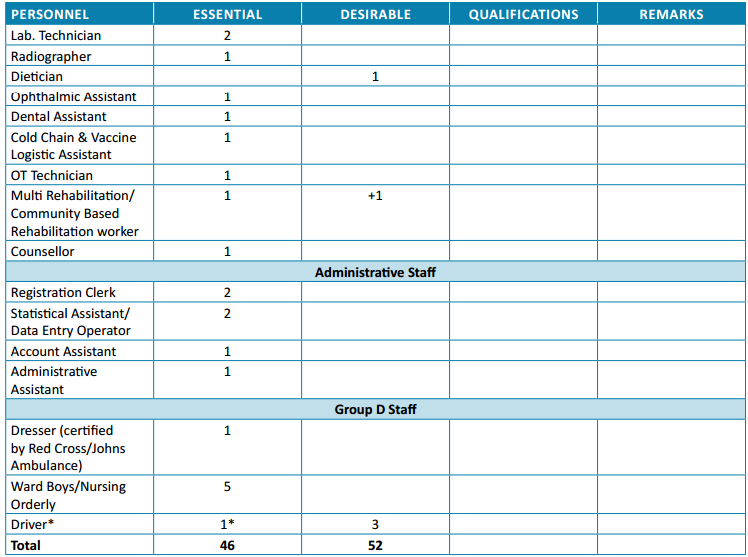 PERSONNEL ESSENTIAL DESIRABLE QUALIFICATIONS REMARKS
Lab. Technician 2
Radiographer 1
Dietician 1
Ophthalmic Assistant 1
Dental Assistant 1
Cold Chain & Vaccine 1
Logistic Assistant
OT Technician 1
Multi Rehabilitation/ 1 +1
Community Based
Rehabilitation worker
Counsellor 1
Administrative Staff
Registration Clerk 2
Statistical Assistant/ 2
Data Entry Operator
Account Assistant 1
Administrative 1
Assistant
Group D Staff
Dresser (certified 1
by Red Cross/Johns
Ambulance)
Ward Boys/Nursing 5
Orderly
Driver* 1* 3
Total 46 52